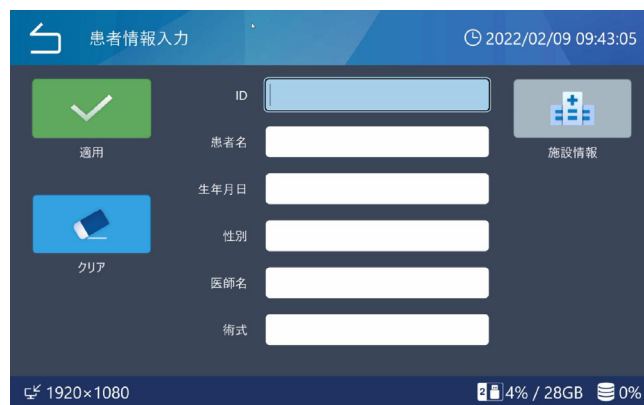 患者情報入力
2022/02/09 09:43:05
ID
適用
患者名
施設情報
生年月日
性別
クリア
医師名
術式
1920×1080
2
4% / 28GB
0%